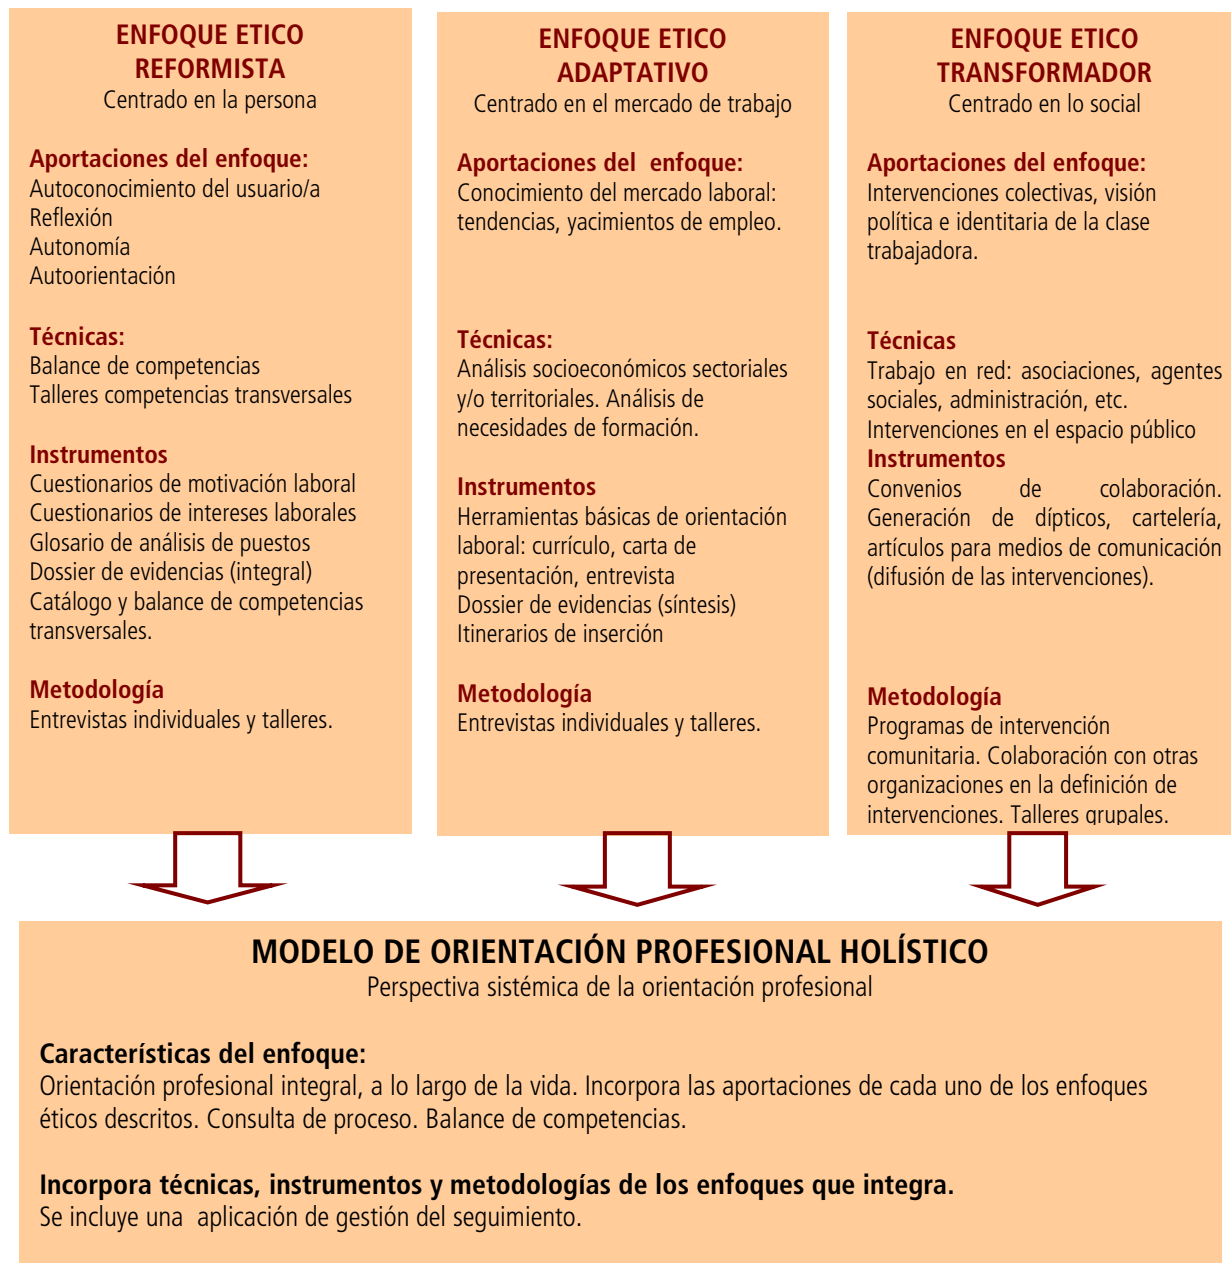 ENFOQUE ETICO
REFORMISTA
Centrado en la persona
Aportaciones del enfoque:
Autoconocimiento del usuario/a
Reflexión
Autonomía
Autoorientación
Técnicas:
Balance de competencias
Talleres competencias transversales
Instrumentos
Cuestionarios de motivación laboral
Cuestionarios de intereses laborales
Glosario de análisis de puestos
Dossier de evidencias (integral)
Catálogo y balance de competencias
transversales.
Metodología
Entrevistas individuales y talleres.
ENFOQUE ETICO
ADAPTATIVO
Centrado en el mercado de trabajo
Aportaciones del enfoque:
Conocimiento del mercado laboral:
tendencias, yacimientos de empleo.
Técnicas:
Análisis socioeconómicos sectoriales
y/o territoriales. Análisis de
necesidades de formación.
Instrumentos
Herramientas básicas de orientación
laboral: currículo, carta de
presentación, entrevista
Dossier de evidencias (síntesis)
Itinerarios de inserción
Metodología
Entrevistas individuales y talleres.
ENFOQUE ETICO
TRANSFORMADOR
Centrado en lo social
Aportaciones del enfoque:
Intervenciones colectivas, visión
política e identitaria de la clase
trabajadora.
Técnicas
Trabajo en red: asociaciones, agentes
sociales, administración, etc.
Intervenciones en el espacio público
Instrumentos
Convenios de colaboración.
Generación de dípticos, cartelería,
artículos para medios de comunicación
(difusión de las intervenciones).
Metodología
Programas de intervención
comunitaria. Colaboración con otras
organizaciones en la definición de
intervenciones. Talleres grupales.
MODELO DE ORIENTACIÓN PROFESIONAL HOLÍSTICO
Perspectiva sistémica de la orientación profesional
Características del enfoque:
Orientación profesional integral, a lo largo de la vida. Incorpora las aportaciones de cada uno de los enfoques
éticos descritos. Consulta de proceso. Balance de competencias.
Incorpora técnicas, instrumentos y metodologías de los enfoques que integra.
Se incluye una aplicación de gestión del seguimiento.